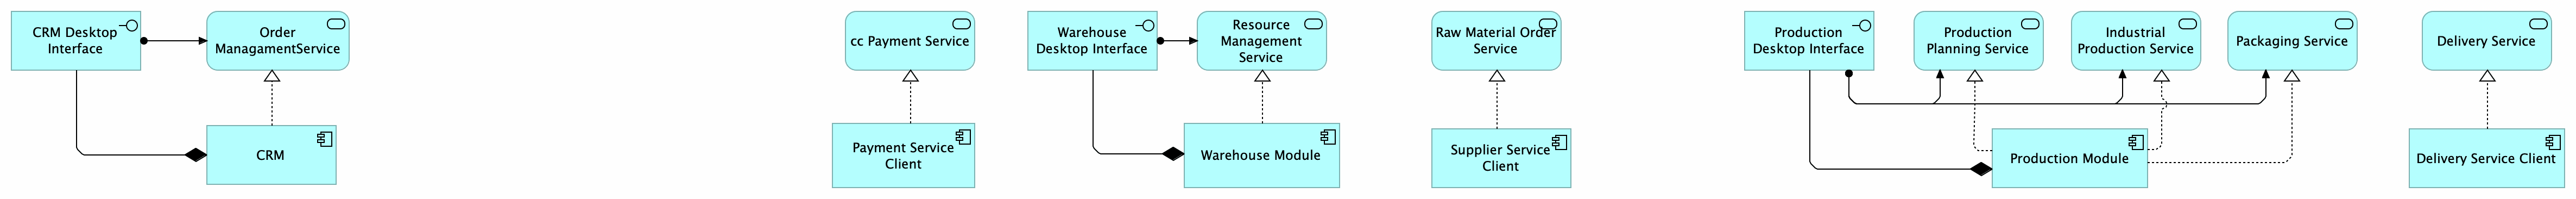 CRM Desktop
Interface
Order
ManagamentService
cc Payment Service
Warehouse
Desktop Interface
Resource
Management
Service
Raw Material Order
Service
Production
Desktop Interface
Production
Planning Service
Industrial
Production Service
Packaging Service
Delivery Service
CRM
Payment Service
Client
Warehouse Module
Supplier Service
Client
Production Module
Delivery Service Client